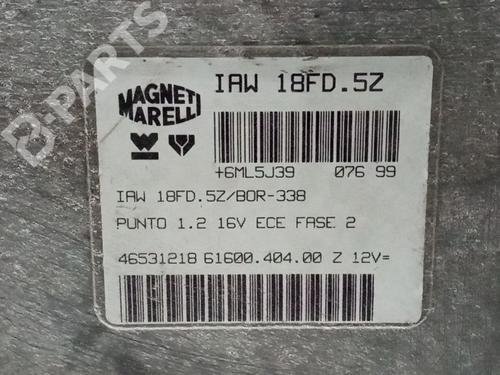 IAW 18FD.5Z
MAGNETI
MARELLI
+6ML5J39 076 99
IAW 18FD.5Z/BOR-338
PUNTO 1.2 16V ECE FASE 2
46531218 61600.404.00 Z 12V=
B-PARTS